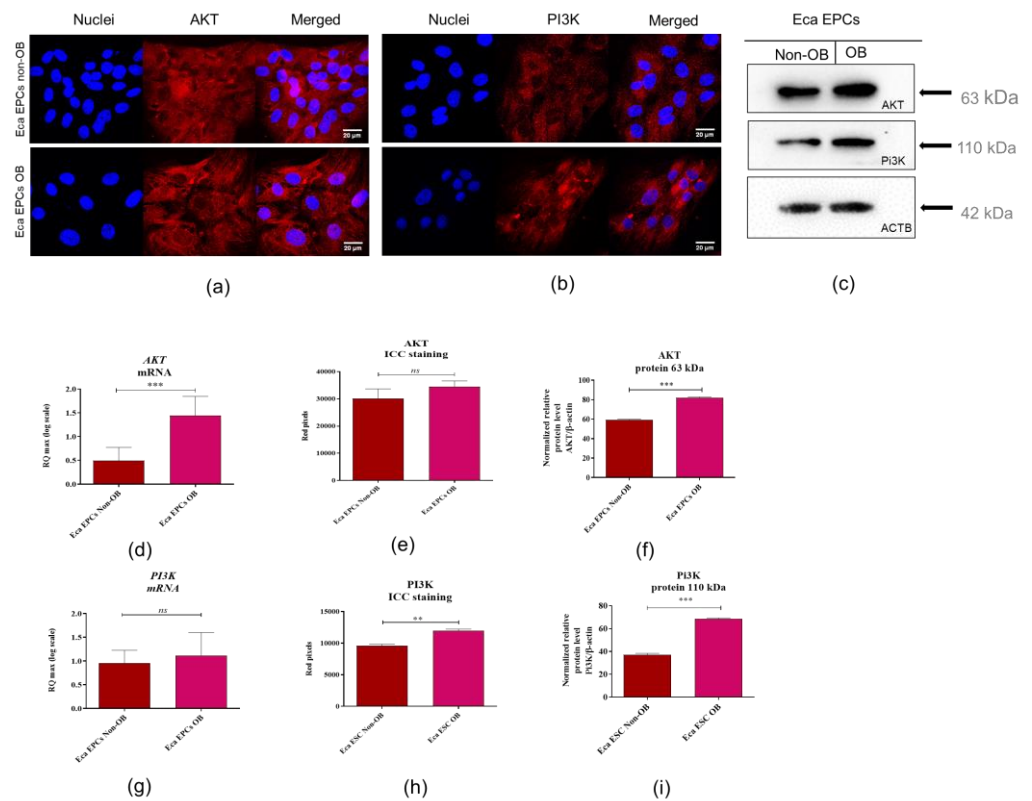 Nuclei AKT Merged
Eca EPCs non-OB
20 µm
Eca EPCs OB
20 µm
(a)
Nuclei PI3K Merged
20 µm
20 µm
(b)
Eca EPCs
Non-OB OB
AKT 63 kDa
Pi3K 110 kDa
ACTB 42 kDa
(c)
AKT
mRNA
***
RQ max (log scale)
2.0
1.5
1.0
0.5
0.0
Eca EPCs Non-OB
Eca EPCs OB
(d)
AKT
ICC staining
ns
Red pixels
40000
30000
20000
10000
0
Eca EPCs Non-OB
Eca EPCs OB
(e)
AKT
protein 63 kDa
***
Normalized relative
protein level
AKT/β-actin
100
80
60
40
20
0
Eca EPCs Non-OB
Eca EPCs OB
(f)
PI3K
mRNA
ns
RQ max (log scale)
2.0
1.5
1.0
0.5
0.0
Eca EPCs Non-OB
Eca EPCs OB
(g)
PI3K
ICC staining
**
Red pixels
15000
10000
5000
0
Eca ESC Non-OB
Eca ESC OB
(h)
Pi3K
protein 110 kDa
***
Normalized relative
protein level
Pi3K/β-actin
80
60
40
20
0
Eca ESC Non-OB
Eca ESC OB
(i)